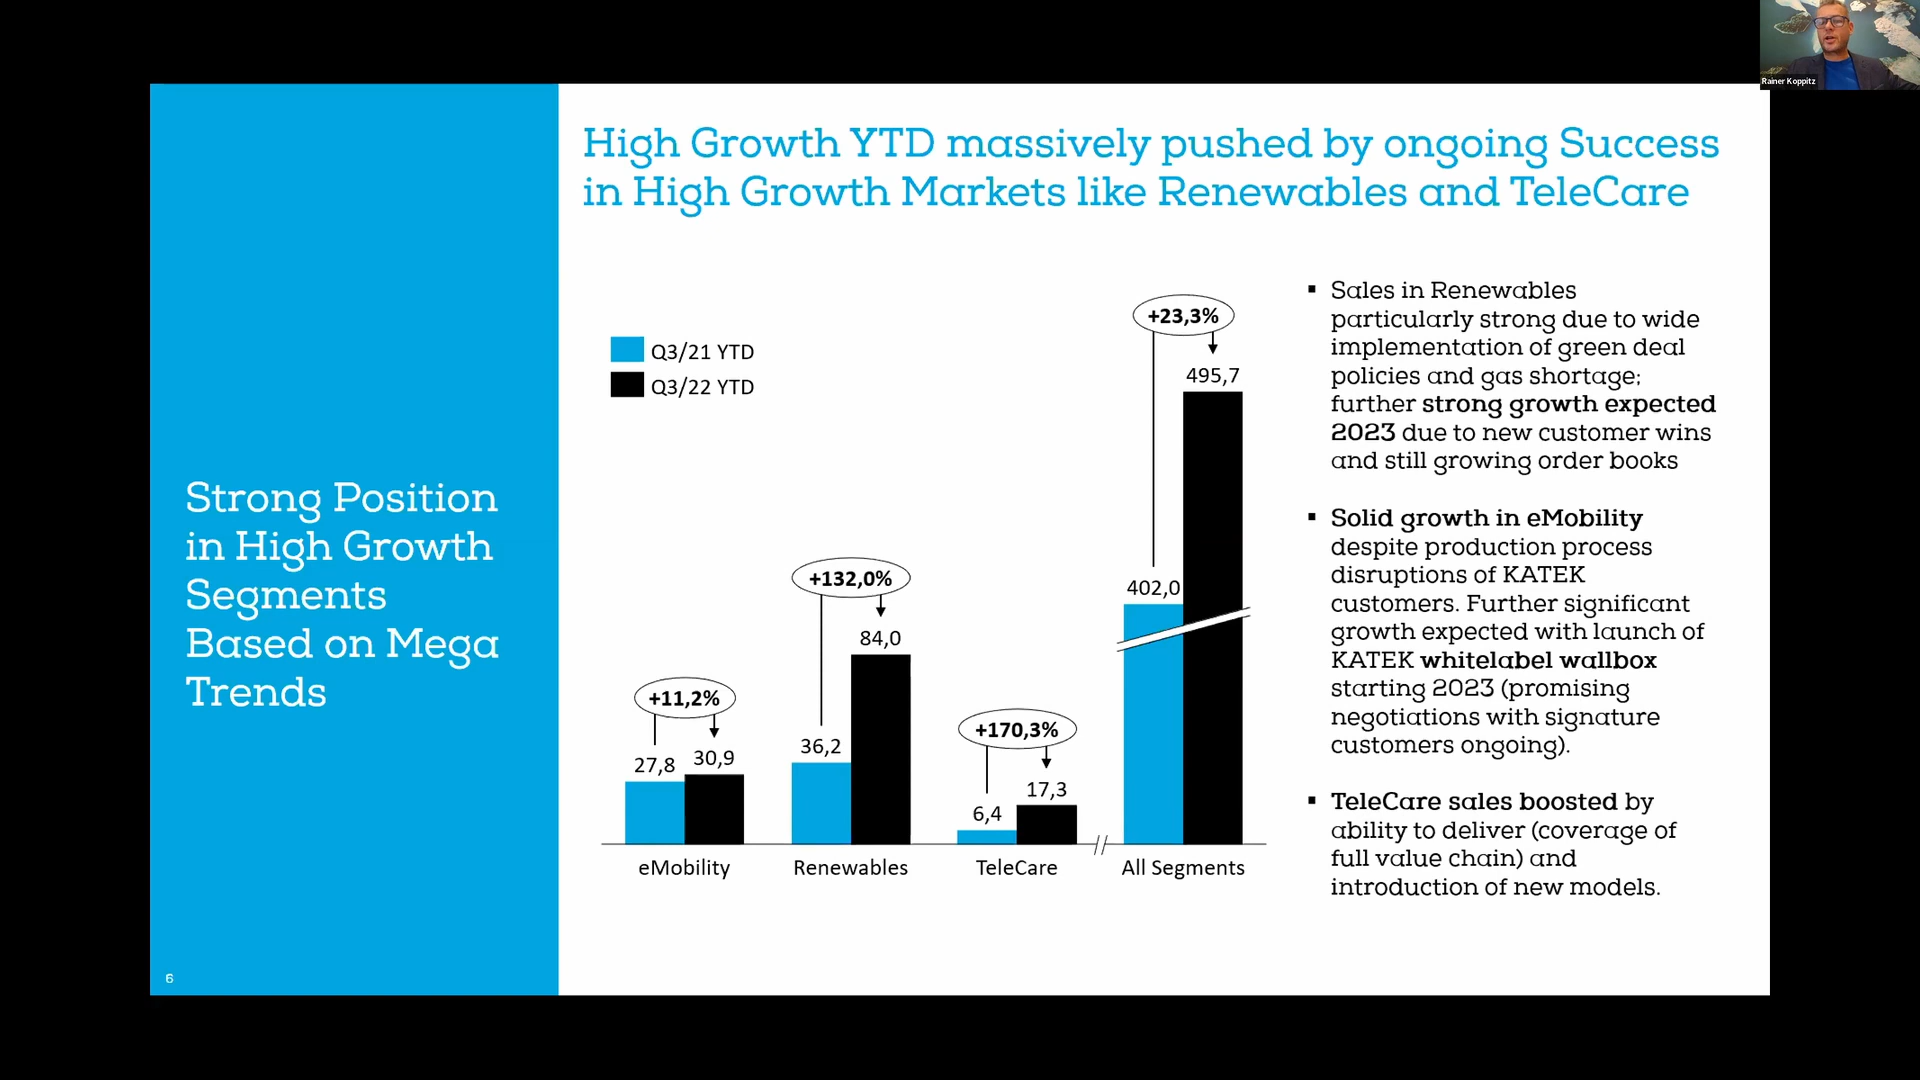 Rainer Koppitz
High Growth YTD massively pushed by ongoing Success
in High Growth Markets like Renewables and TeleCare
Strong Position
in High Growth
Segments
Based on Mega
Trends
6
Q3/21 YTD
Q3/22 YTD
+11,2%
27,8
30,9
eMobility
+132,0%
36,2
84,0
Renewables
+170,3%
6,4
17,3
TeleCare
+23,3%
402,0
495,7
All Segments
▪ Sales in Renewables
particularly strong due to wide
implementation of green deal
policies and gas shortage;
further strong growth expected
2023 due to new customer wins
and still growing order books
▪ Solid growth in eMobility
despite production process
disruptions of KATEK
customers. Further significant
growth expected with launch of
KATEK whitelabel wallbox
starting 2023 (promising
negotiations with signature
customers ongoing).
▪ TeleCare sales boosted by
ability to deliver (coverage of
full value chain) and
introduction of new models.